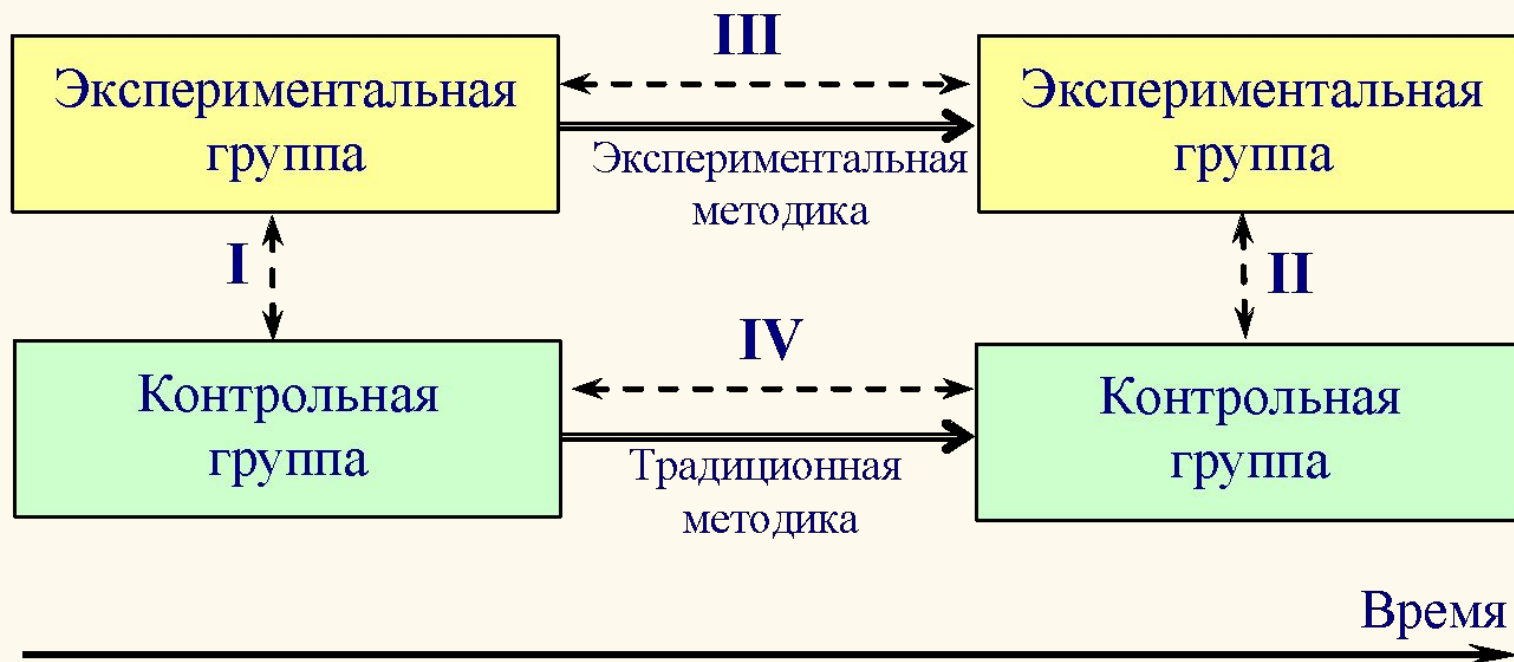 III
Экспериментальная
группа
Экспериментальная
методика
Экспериментальная
группа
I
II
IV
Контрольная
группа
Традиционная
методика
Контрольная
группа
Время